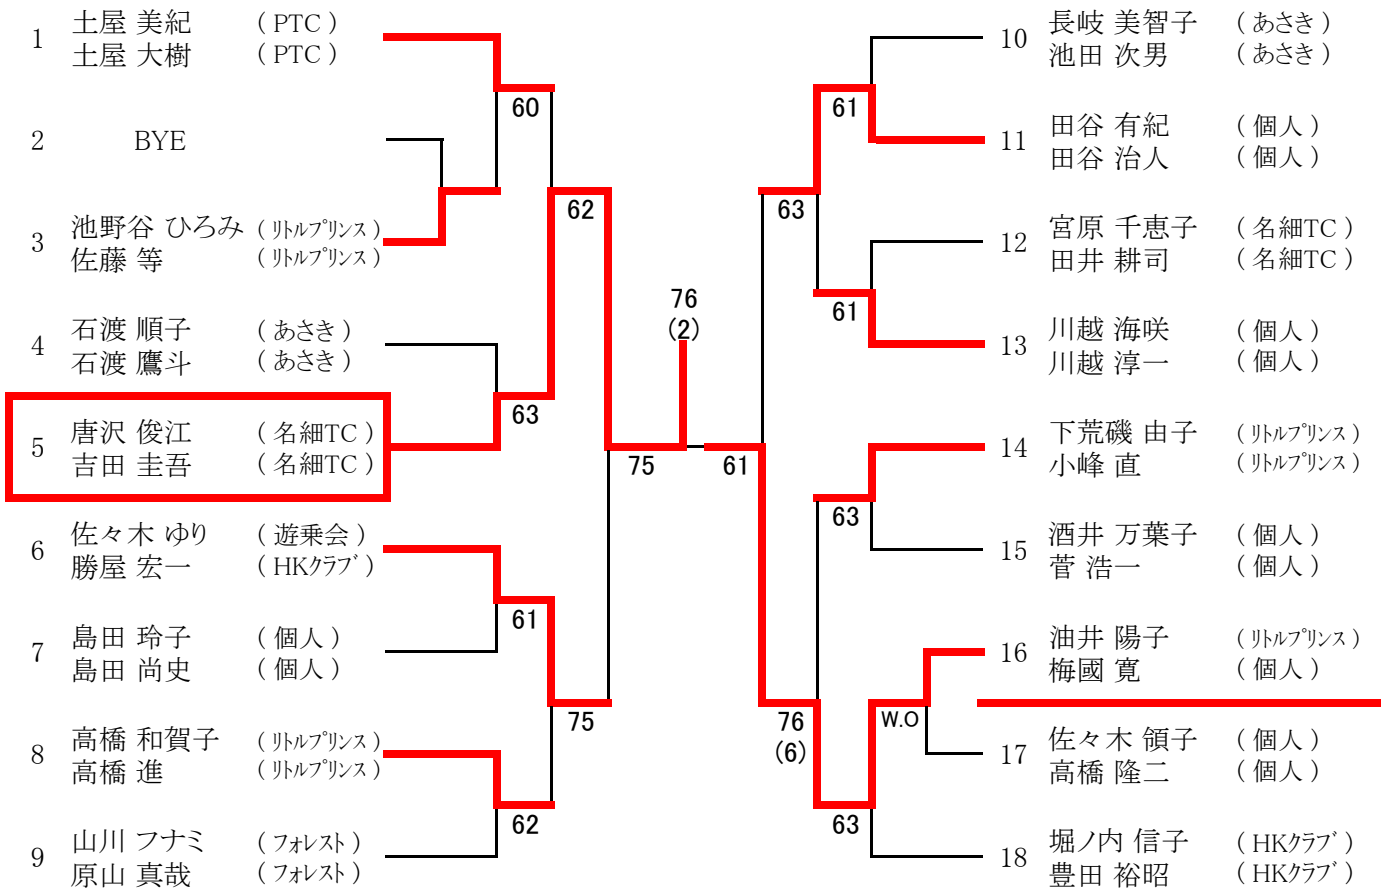 1 土屋 美紀 ( PTC )
土屋 大樹 ( PTC )
2 BYE
3 池野谷 ひろみ ( ﾘﾄﾙﾌﾟﾘﾝｽ )
佐藤 等 ( ﾘﾄﾙﾌﾟﾘﾝｽ )
4 石渡 順子 ( あさき )
石渡 鷹斗 ( あさき )
5 唐沢 俊江 ( 名細TC )
吉田 圭吾 ( 名細TC )
6 佐々木 ゆり ( 遊乗会 )
勝屋 宏一 ( HKｸﾗﾌﾞ )
7 島田 玲子 ( 個人 )
島田 尚史 ( 個人 )
8 高橋 和賀子 ( ﾘﾄﾙﾌﾟﾘﾝｽ )
高橋 進 ( ﾘﾄﾙﾌﾟﾘﾝｽ )
9 山川 フナミ ( ﾌｫﾚｽﾄ )
原山 真哉 ( ﾌｫﾚｽﾄ )
60
63
61
62
62
75
75
76
(2)
61
63
76
(6)
61
61
63
W.O
63
10 長岐 美智子 ( あさき )
池田 次男 ( あさき )
11 田谷 有紀 ( 個人 )
田谷 治人 ( 個人 )
12 宮原 千恵子 ( 名細TC )
田井 耕司 ( 名細TC )
13 川越 海咲 ( 個人 )
川越 淳一 ( 個人 )
14 下荒磯 由子 ( ﾘﾄﾙﾌﾟﾘﾝｽ )
小峰 直 ( ﾘﾄﾙﾌﾟﾘﾝｽ )
15 酒井 万葉子 ( 個人 )
菅 浩一 ( 個人 )
16 油井 陽子 ( ﾘﾄﾙﾌﾟﾘﾝｽ )
梅國 寛 ( 個人 )
17 佐々木 領子 ( 個人 )
高橋 隆二 ( 個人 )
18 堀ノ内 信子 ( HKｸﾗﾌﾞ )
豊田 裕昭 ( HKｸﾗﾌﾞ )